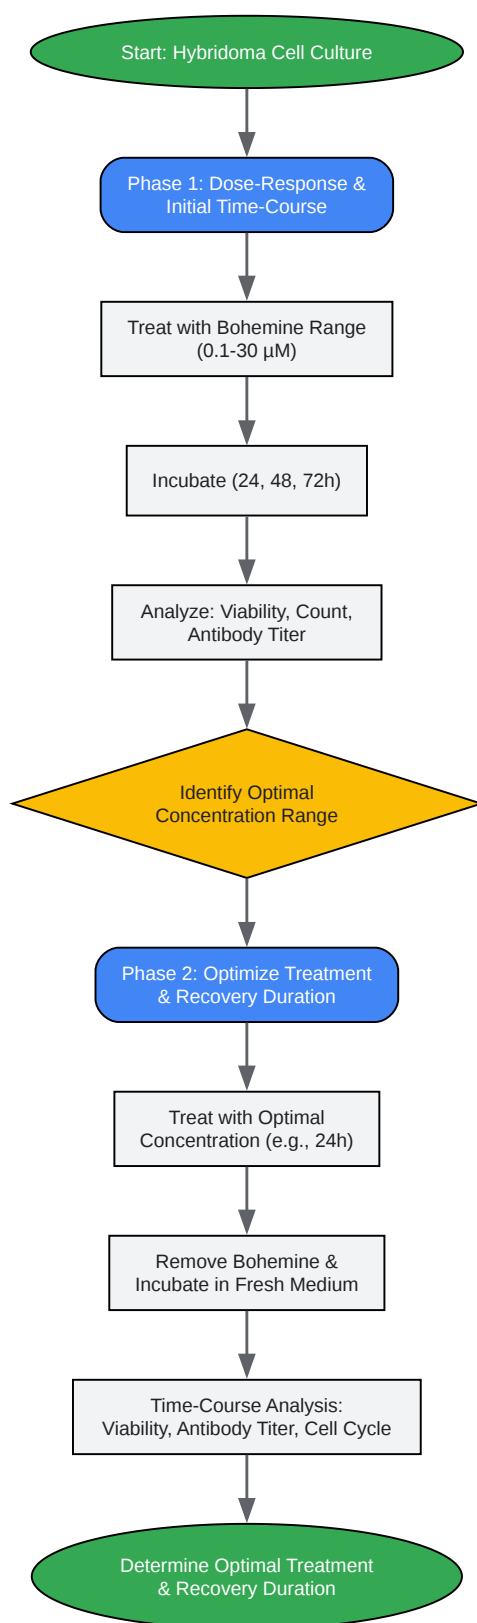 Start: Hybridoma Cell Culture
Phase 1: Dose-Response &
Initial Time-Course
Treat with Bohemine Range
(0.1-30 µM)
Incubate (24, 48, 72h)
Analyze: Viability, Count,
Antibody Titer
Identify Optimal
Concentration Range
Phase 2: Optimize Treatment
& Recovery Duration
Treat with Optimal
Concentration (e.g., 24h)
Remove Bohemine &
Incubate in Fresh Medium
Time-Course Analysis:
Viability, Antibody Titer, Cell Cycle
Determine Optimal Treatment
& Recovery Duration